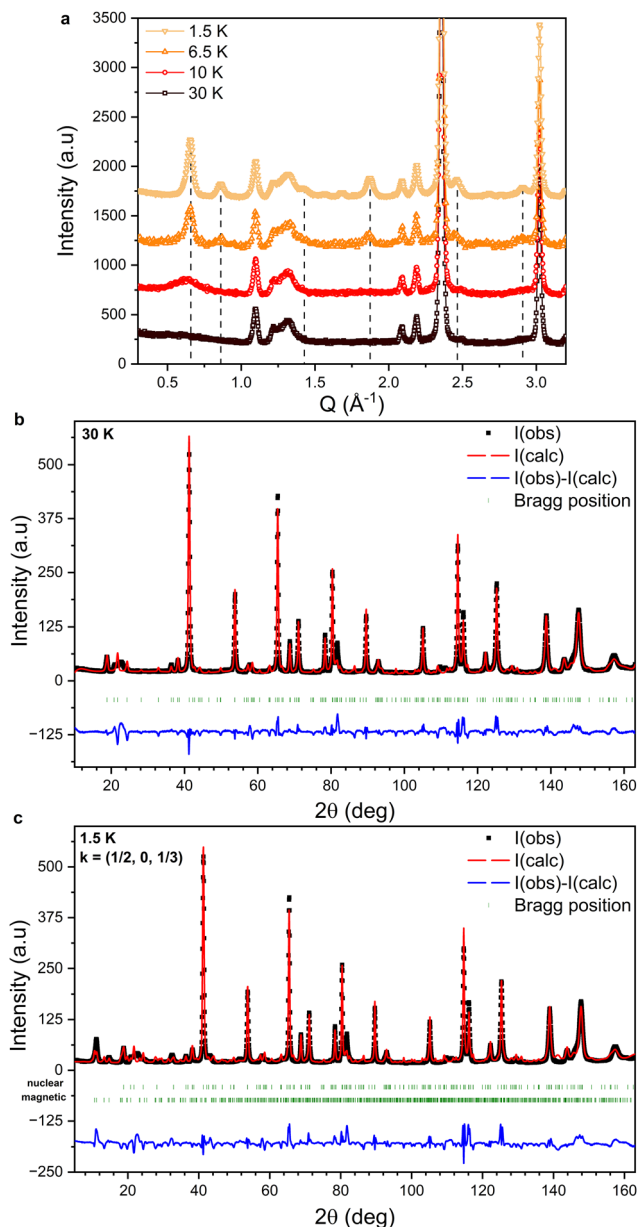 a
1.5 K
6.5 K
10 K
30 K
3500
3000
2500
2000
1750
1250
1000
750
500
0
Intensity (a.u)
0.5 1.0 1.5 2.0 2.5 3.0
Q (Å⁻¹)
b
30 K
I(obs)
I(calc)
I(obs)-I(calc)
Bragg position
500
375
250
125
0
−125
Intensity (a.u)
20 40 60 80 100 120 140 160
2θ (deg)
c
1.5 K
k = (1/2, 0, 1/3)
I(obs)
I(calc)
I(obs)-I(calc)
Bragg position
500
375
250
125
0
nuclear
magnetic
−125
−250
Intensity (a.u)
20 40 60 80 100 120 140 160
2θ (deg)